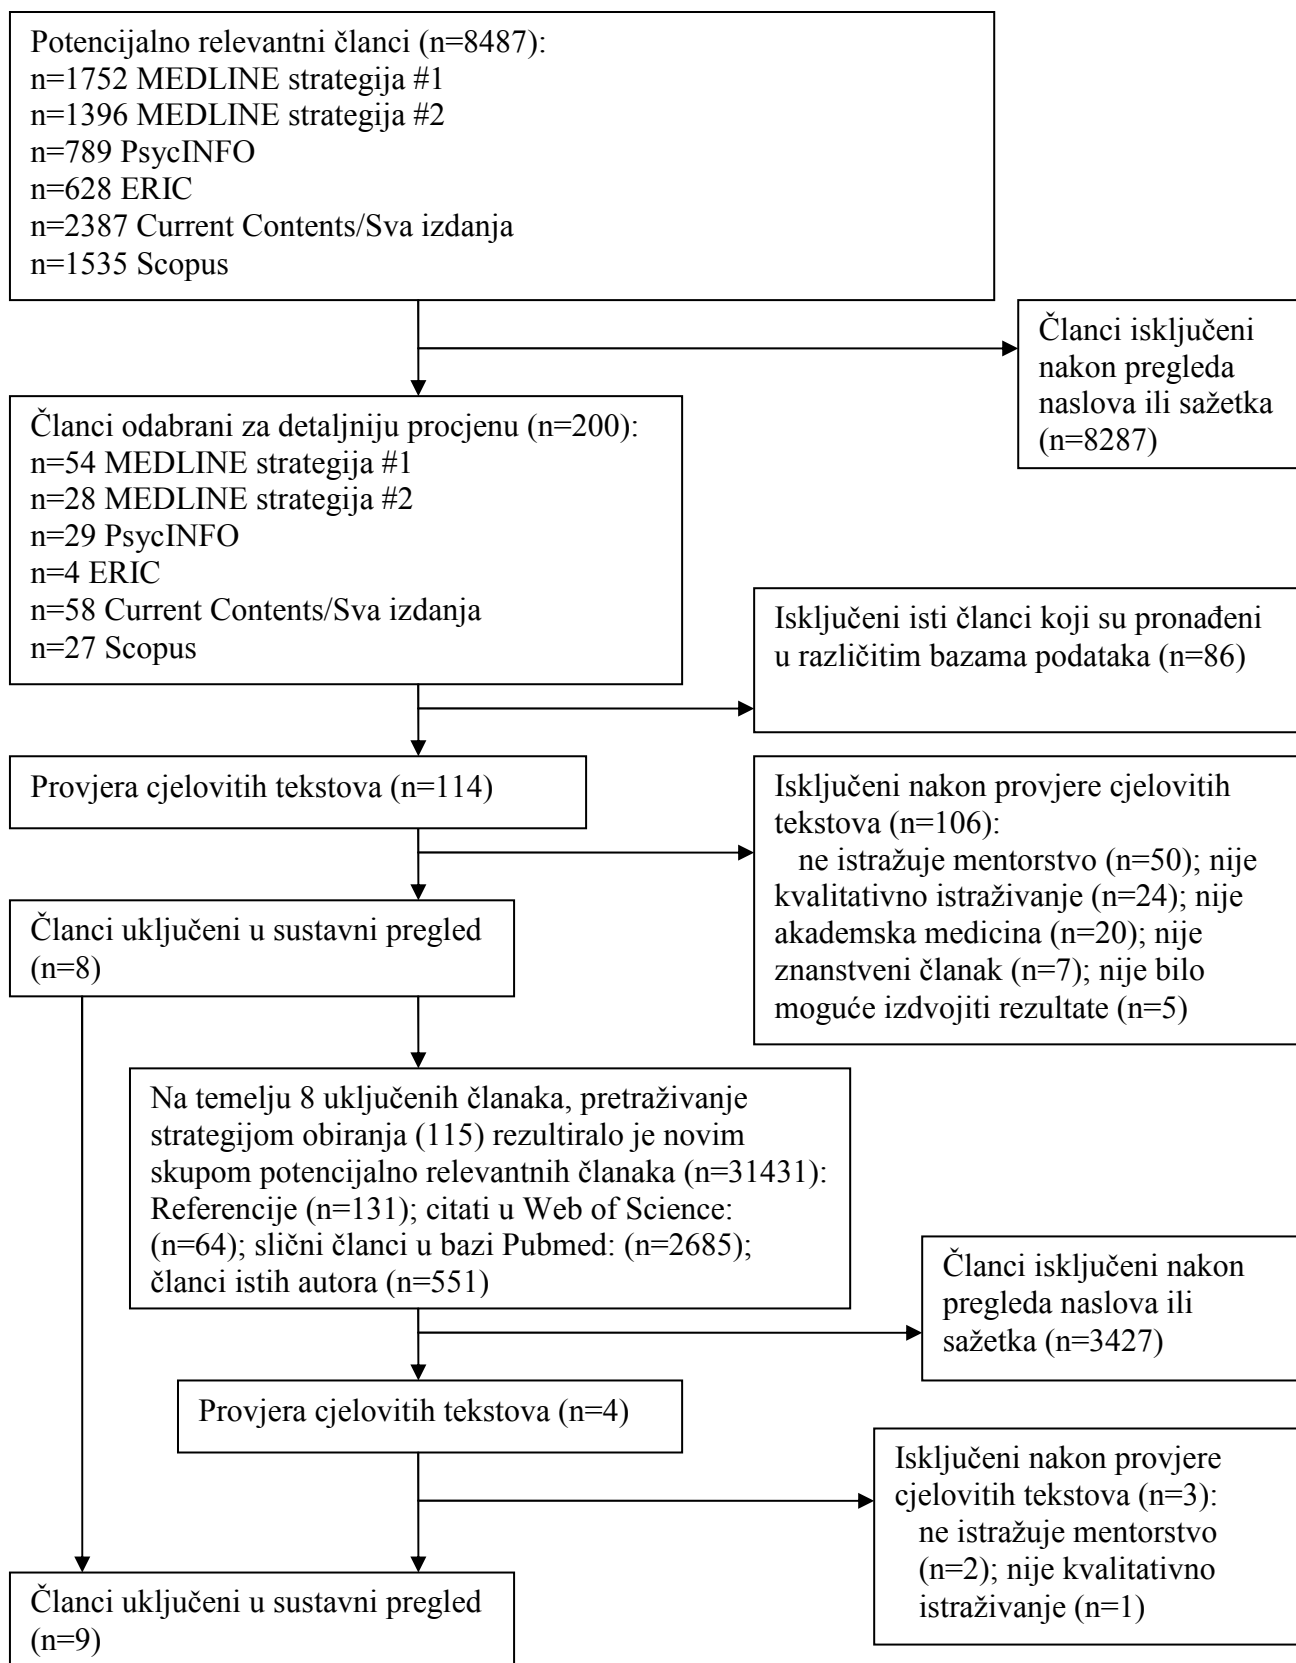 Potencijalno relevantni članci (n=8487):
n=1752 MEDLINE strategija #1
n=1396 MEDLINE strategija #2
n=789 PsycINFO
n=628 ERIC
n=2387 Current Contents/Sva izdanja
n=1535 Scopus
Članci isključeni
nakon pregleda
naslova ili sažetka
(n=8287)
Članci odabrani za detaljniju procjenu (n=200):
n=54 MEDLINE strategija #1
n=28 MEDLINE strategija #2
n=29 PsycINFO
n=4 ERIC
n=58 Current Contents/Sva izdanja
n=27 Scopus
Isključeni isti članci koji su pronađeni
u različitim bazama podataka (n=86)
Provjera cjelovitih tekstova (n=114)
Isključeni nakon provjere cjelovitih
tekstova (n=106):
ne istražuje mentorstvo (n=50); nije
kvalitativno istraživanje (n=24); nije
akademska medicina (n=20); nije
znanstveni članak (n=7); nije bilo
moguće izdvojiti rezultate (n=5)
Članci uključeni u sustavni pregled
(n=8)
Na temelju 8 uključenih članaka, pretraživanje
strategijom obiranja (115) rezultiralo je novim
skupom potencijalno relevantnih članaka (n=31431):
Referencije (n=131); citati u Web of Science:
(n=64); slični članci u bazi Pubmed: (n=2685);
članci istih autora (n=551)
Članci isključeni nakon
pregleda naslova ili
sažetka (n=3427)
Provjera cjelovitih tekstova (n=4)
Isključeni nakon provjere
cjelovitih tekstova (n=3):
ne istražuje mentorstvo
(n=2); nije kvalitativno
istraživanje (n=1)
Članci uključeni u sustavni pregled
(n=9)